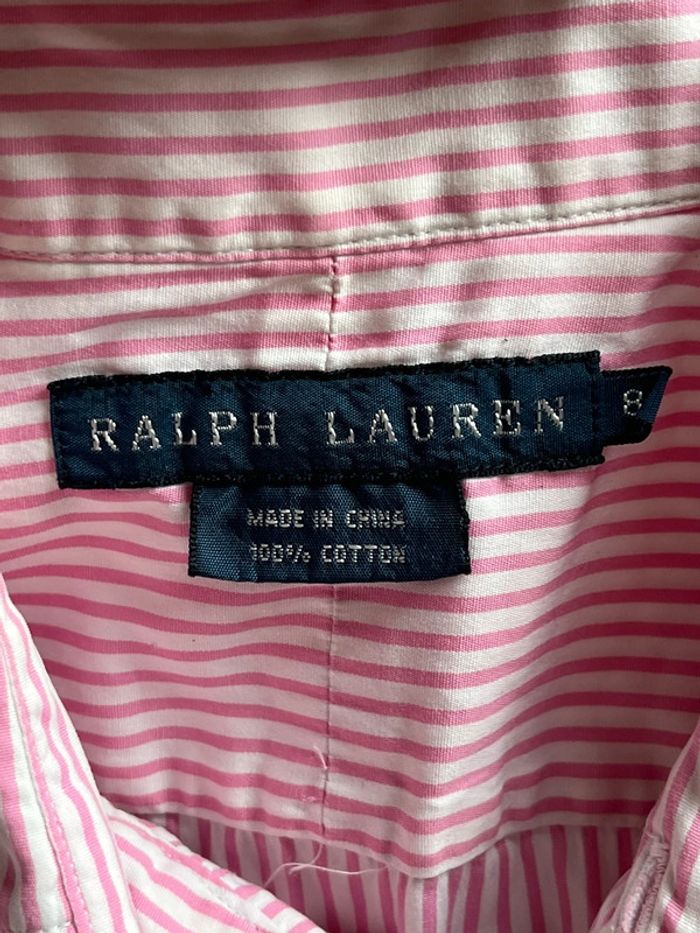 RALPH LAUREN
8
MADE IN CHINA
100% COTTON